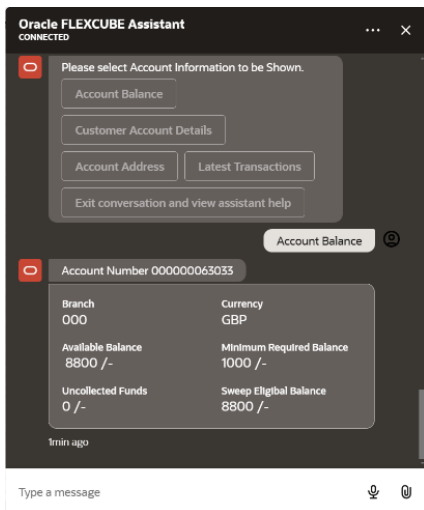 Oracle FLEXCUBE Assistant
CONNECTED
Please select Account Information to be Shown.
Account Balance
Customer Account Details
Account Address Latest Transactions
Exit conversation and view assistant help
Account Balance
Account Number 000000063033
Branch Currency
000 GBP
Available Balance Minimum Required Balance
8800 /- 1000 /-
Uncollected Funds Sweep Eligibal Balance
0 /- 8800 /-
1min ago
Type a message